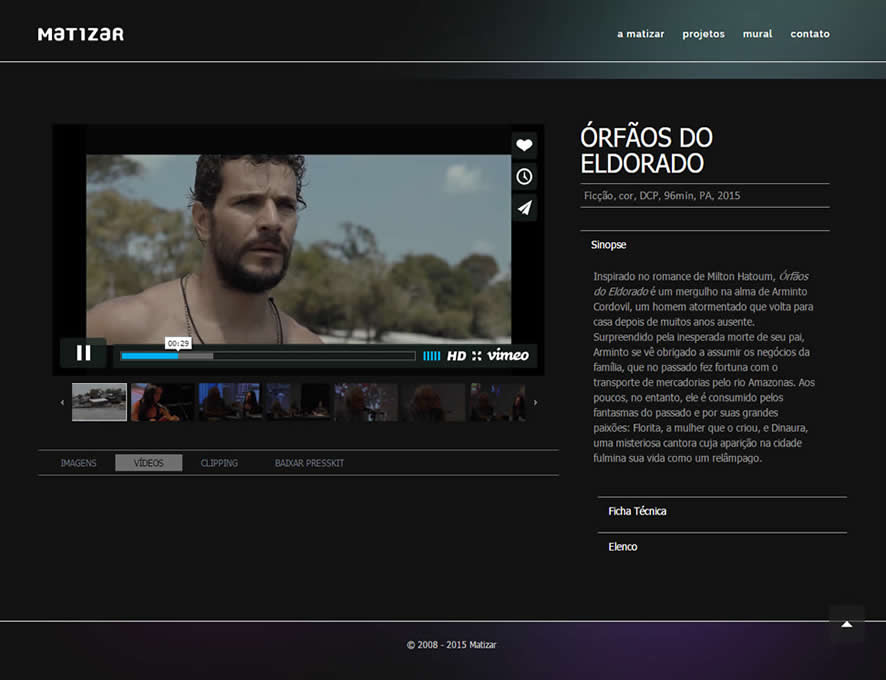 MATIZAR
a matizar projetos mural contato
ÓRFÃOS DO
ELDORADO
Ficção, cor, DCP, 96min, PA, 2015
Sinopse
Inspirado no romance de Milton Hatoum, Órfãos
do Eldorado é um mergulho na alma de Arminto
Cordovil, um homem atormentado que volta para
casa depois de muitos anos ausente.
Surpreendido pela inesperada morte de seu pai,
Arminto se vê obrigado a assumir os negócios da
família, que no passado fez fortuna com o
transporte de mercadorias pelo rio Amazonas. Aos
poucos, no entanto, ele é consumido pelos
fantasmas do passado e por suas grandes
paixões: Florita, a mulher que o criou, e Dinaura,
uma misteriosa cantora cuja aparição na cidade
fulmina sua vida como um relâmpago.
Ficha Técnica
Elenco
00:29
HD vimeo
IMAGENS VÍDEOS CLIPPING BAIXAR PRESSKIT
© 2008 - 2015 Matizar